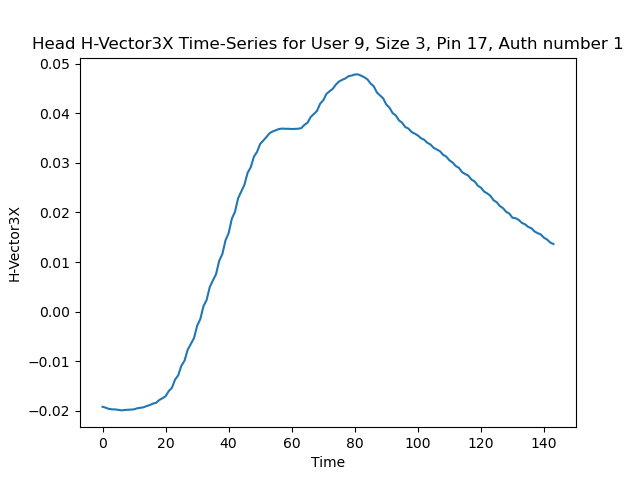 Head H-Vector3X Time-Series for User 9, Size 3, Pin 17, Auth number 1
0.05
0.04
0.03
0.02
0.01
0.00
−0.01
−0.02
H-Vector3X
0 20 40 60 80 100 120 140
Time